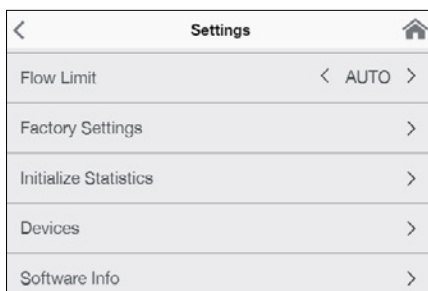 Settings
Flow Limit < AUTO >
Factory Settings >
Initialize Statistics >
Devices >
Software Info >